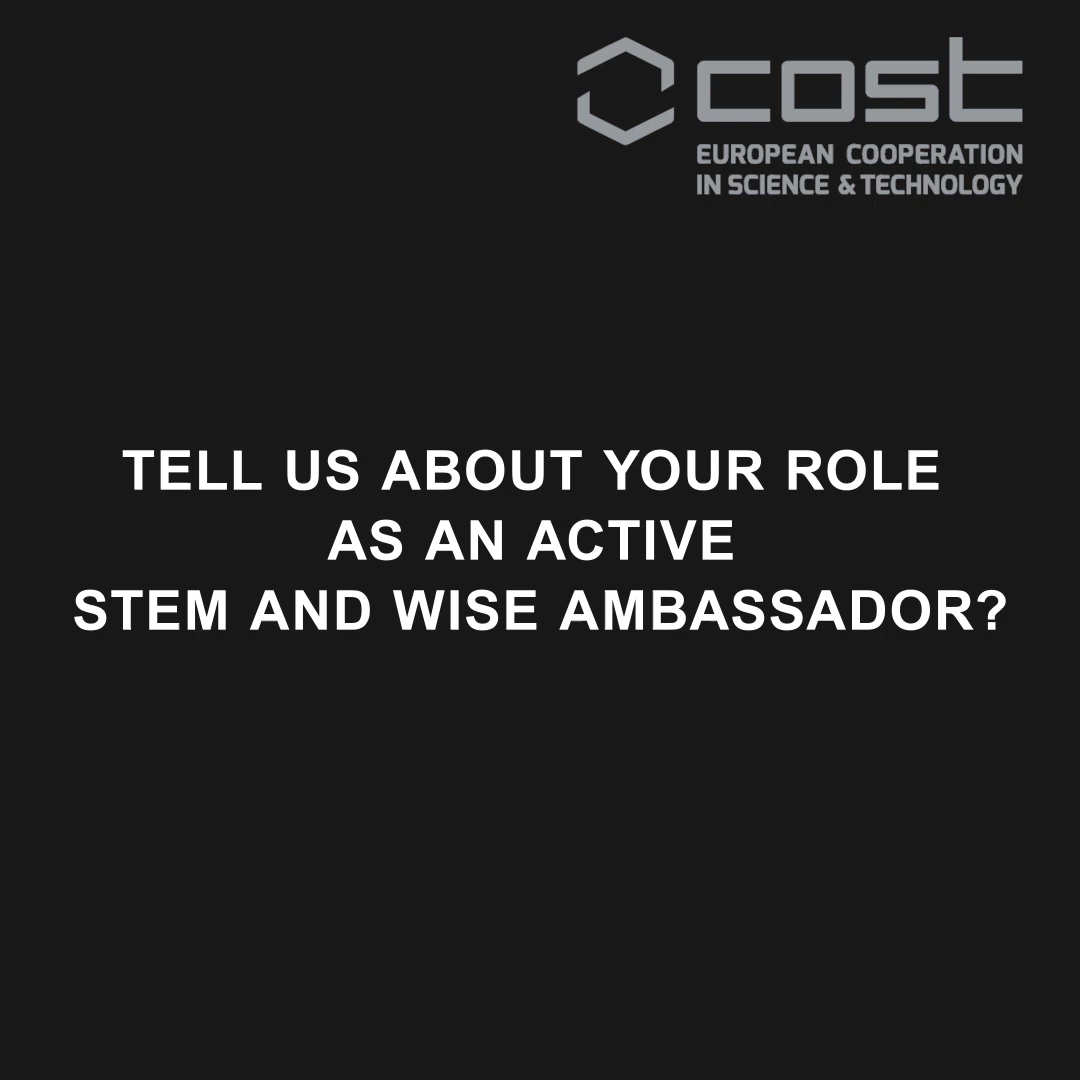 cost
EUROPEAN COOPERATION
IN SCIENCE & TECHNOLOGY
TELL US ABOUT YOUR ROLE
AS AN ACTIVE
STEM AND WISE AMBASSADOR?